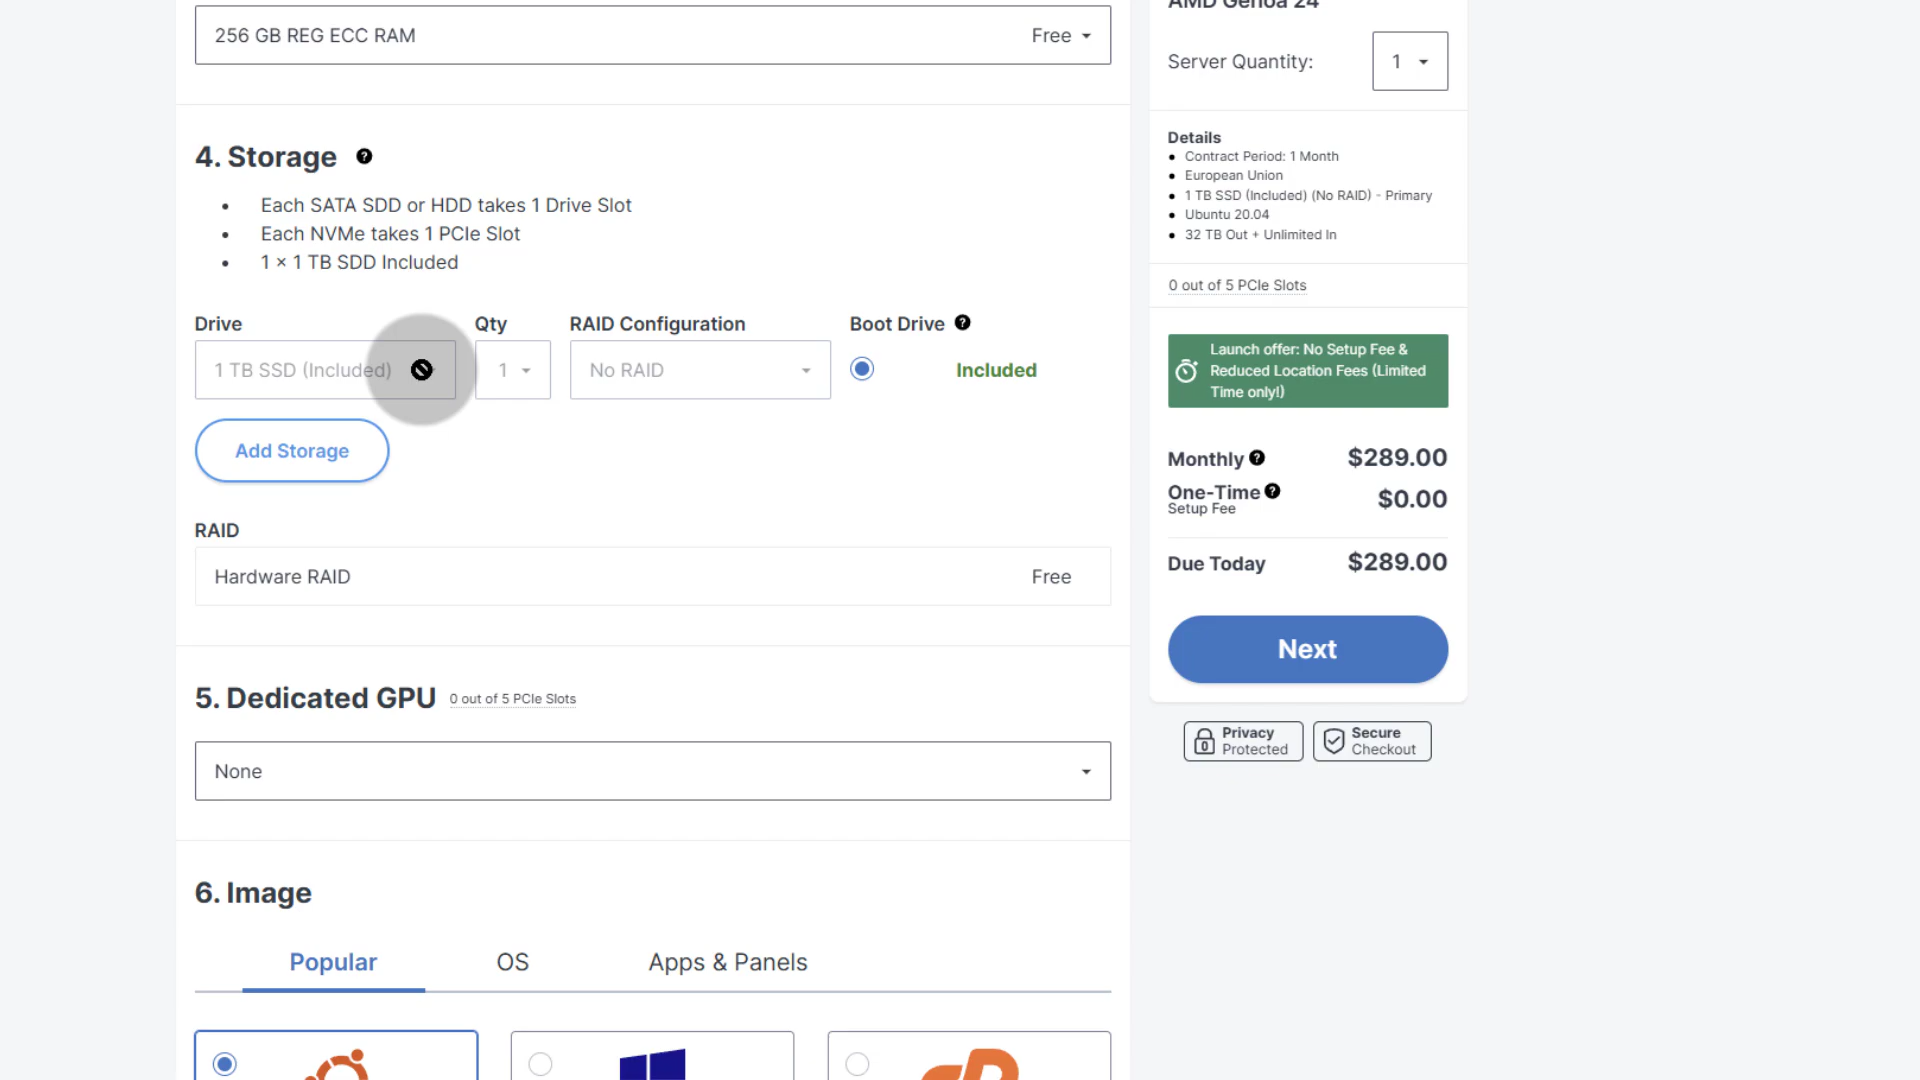 AMD Genoa 24
256 GB REG ECC RAM
Free
Server Quantity:
1
4. Storage
Each SATA SDD or HDD takes 1 Drive Slot
Each NVMe takes 1 PCIe Slot
1 × 1 TB SDD Included
Details
Contract Period: 1 Month
European Union
1 TB SSD (Included) (No RAID) - Primary
Ubuntu 20.04
32 TB Out + Unlimited In
0 out of 5 PCIe Slots
Drive
Qty
RAID Configuration
Boot Drive
1 TB SSD (Included)
1
No RAID
Included
Add Storage
Launch offer: No Setup Fee &
Reduced Location Fees (Limited
Time only!)
Monthly
$289.00
One-Time
Setup Fee
$0.00
Due Today
$289.00
RAID
Hardware RAID
Free
Next
5. Dedicated GPU
0 out of 5 PCIe Slots
None
Privacy
Protected
Secure
Checkout
6. Image
Popular
OS
Apps & Panels